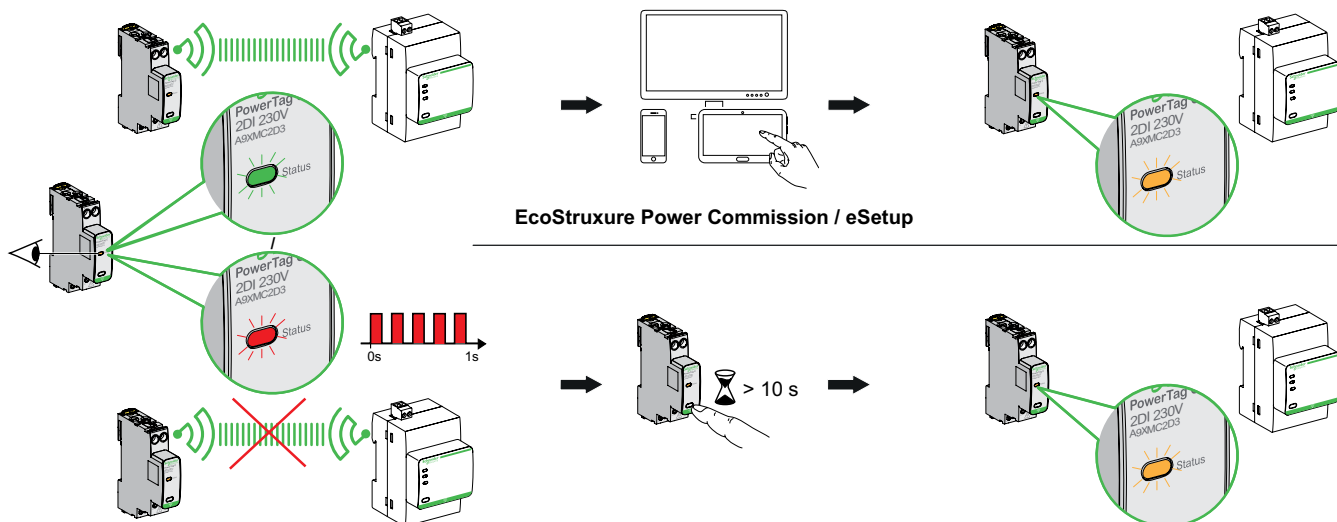 PowerTag
2DI 230V
A9XMC2D3
Status
PowerTag
2DI 230V
A9XMC2D3
Status
EcoStruxure Power Commission / eSetup
PowerTag
2DI 230V
A9XMC2D3
Status
0s
1s
> 10 s
PowerTag
2DI 230V
A9XMC2D3
Status